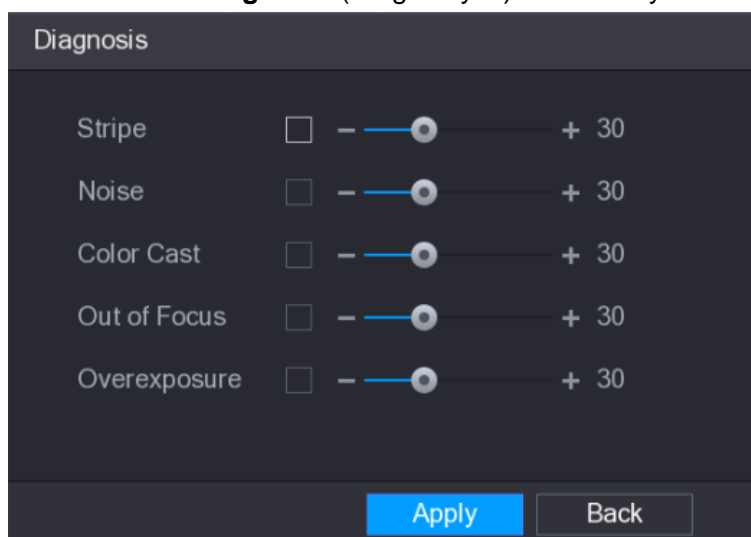 Diagnosis
Stripe - + 30
Noise - + 30
Color Cast - + 30
Out of Focus - + 30
Overexposure - + 30
Apply Back